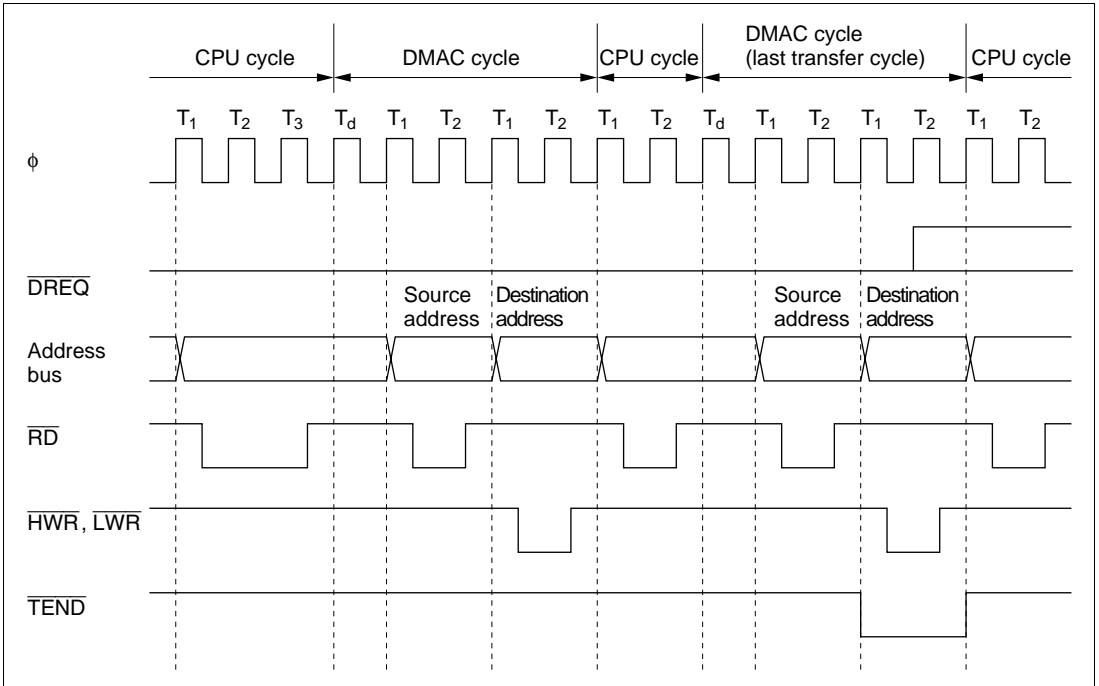 CPU cycle DMAC cycle CPU cycle DMAC cycle (last transfer cycle) CPU cycle
T1 T2 T3 Td T1 T2 T1 T2 T1 T2 Td T1 T2 T1 T2 T1 T2
ϕ
DREQ
Source address Destination address Source address Destination address
Address bus
RD
HWR, LWR
TEND